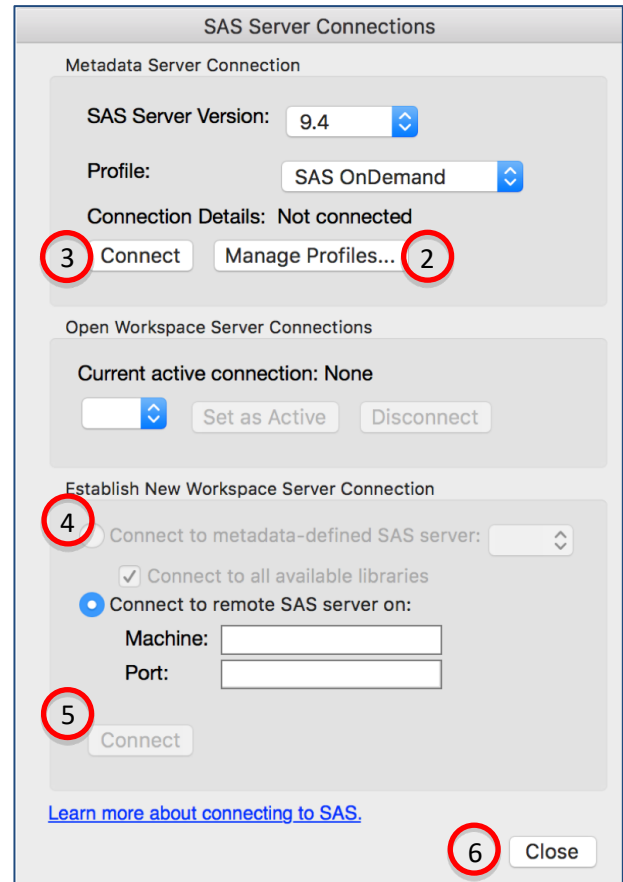 SAS Server Connections
Metadata Server Connection
SAS Server Version: 9.4
Profile: SAS OnDemand
Connection Details: Not connected
3 Connect Manage Profiles... 2
Open Workspace Server Connections
Current active connection: None
Set as Active Disconnect
Establish New Workspace Server Connection
4 Connect to metadata-defined SAS server:
Connect to all available libraries
Connect to remote SAS server on:
Machine:
Port:
5
Connect
Learn more about connecting to SAS.
6 Close